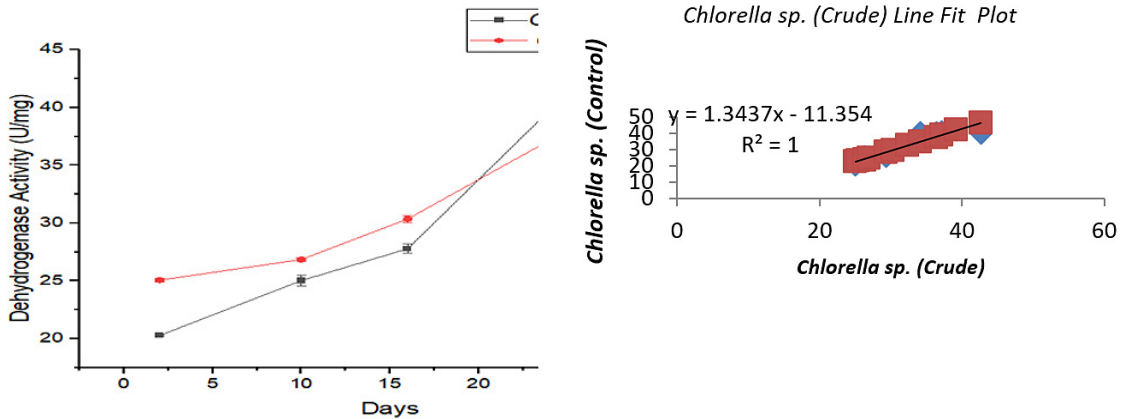 45
40
35
30
25
20
0 5 10 15 20
Dehydrogenase Activity (U/mg)
Days
Chlorella sp. (Crude) Line Fit Plot
Chlorella sp. (Control)
y = 1.3437x - 11.354
R² = 1
50
40
30
20
10
0
0 20 40 60
Chlorella sp. (Crude)